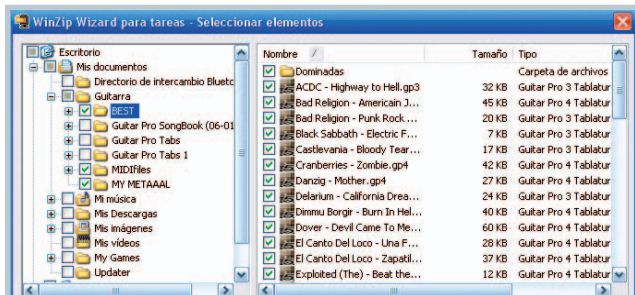 WinZip Wizard para tareas - Seleccionar elementos
Escritorio
Mis documentos
Directorio de intercambio Bluetc
Guitarra
BEST
Guitar Pro SongBook (06-01
Guitar Pro Tabs
Guitar Pro Tabs 1
MIDIfiles
MY METAAAL
Mi música
Mis Descargas
Mis imágenes
Mis vídeos
My Games
Updater
Nombre Tamaño Tipo
Dominadas Carpeta de archivos
ACDC - Highway to Hell.gp3 32 KB Guitar Pro 3 Tablatur
Bad Religion - Americain J... 45 KB Guitar Pro 4 Tablatur
Bad Religion - Punk Rock ... 20 KB Guitar Pro 3 Tablatur
Black Sabbath - Electric F... 7 KB Guitar Pro 3 Tablatur
Castlevania - Bloody Tear... 17 KB Guitar Pro 3 Tablatur
Cranberries - Zombie.gp4 42 KB Guitar Pro 4 Tablatur
Danzig - Mother.gp4 27 KB Guitar Pro 4 Tablatur
Delarium - California Drea... 24 KB Guitar Pro 3 Tablatur
Dimmu Borgir - Burn In Hel... 40 KB Guitar Pro 4 Tablatur
Dover - Devil Came To Me... 60 KB Guitar Pro 4 Tablatur
El Canto Del Loco - Una F... 28 KB Guitar Pro 4 Tablatur
El Canto Del Loco - Zapatil... 37 KB Guitar Pro 4 Tablatur
Exploited (The) - Beat the... 12 KB Guitar Pro 4 Tablatur